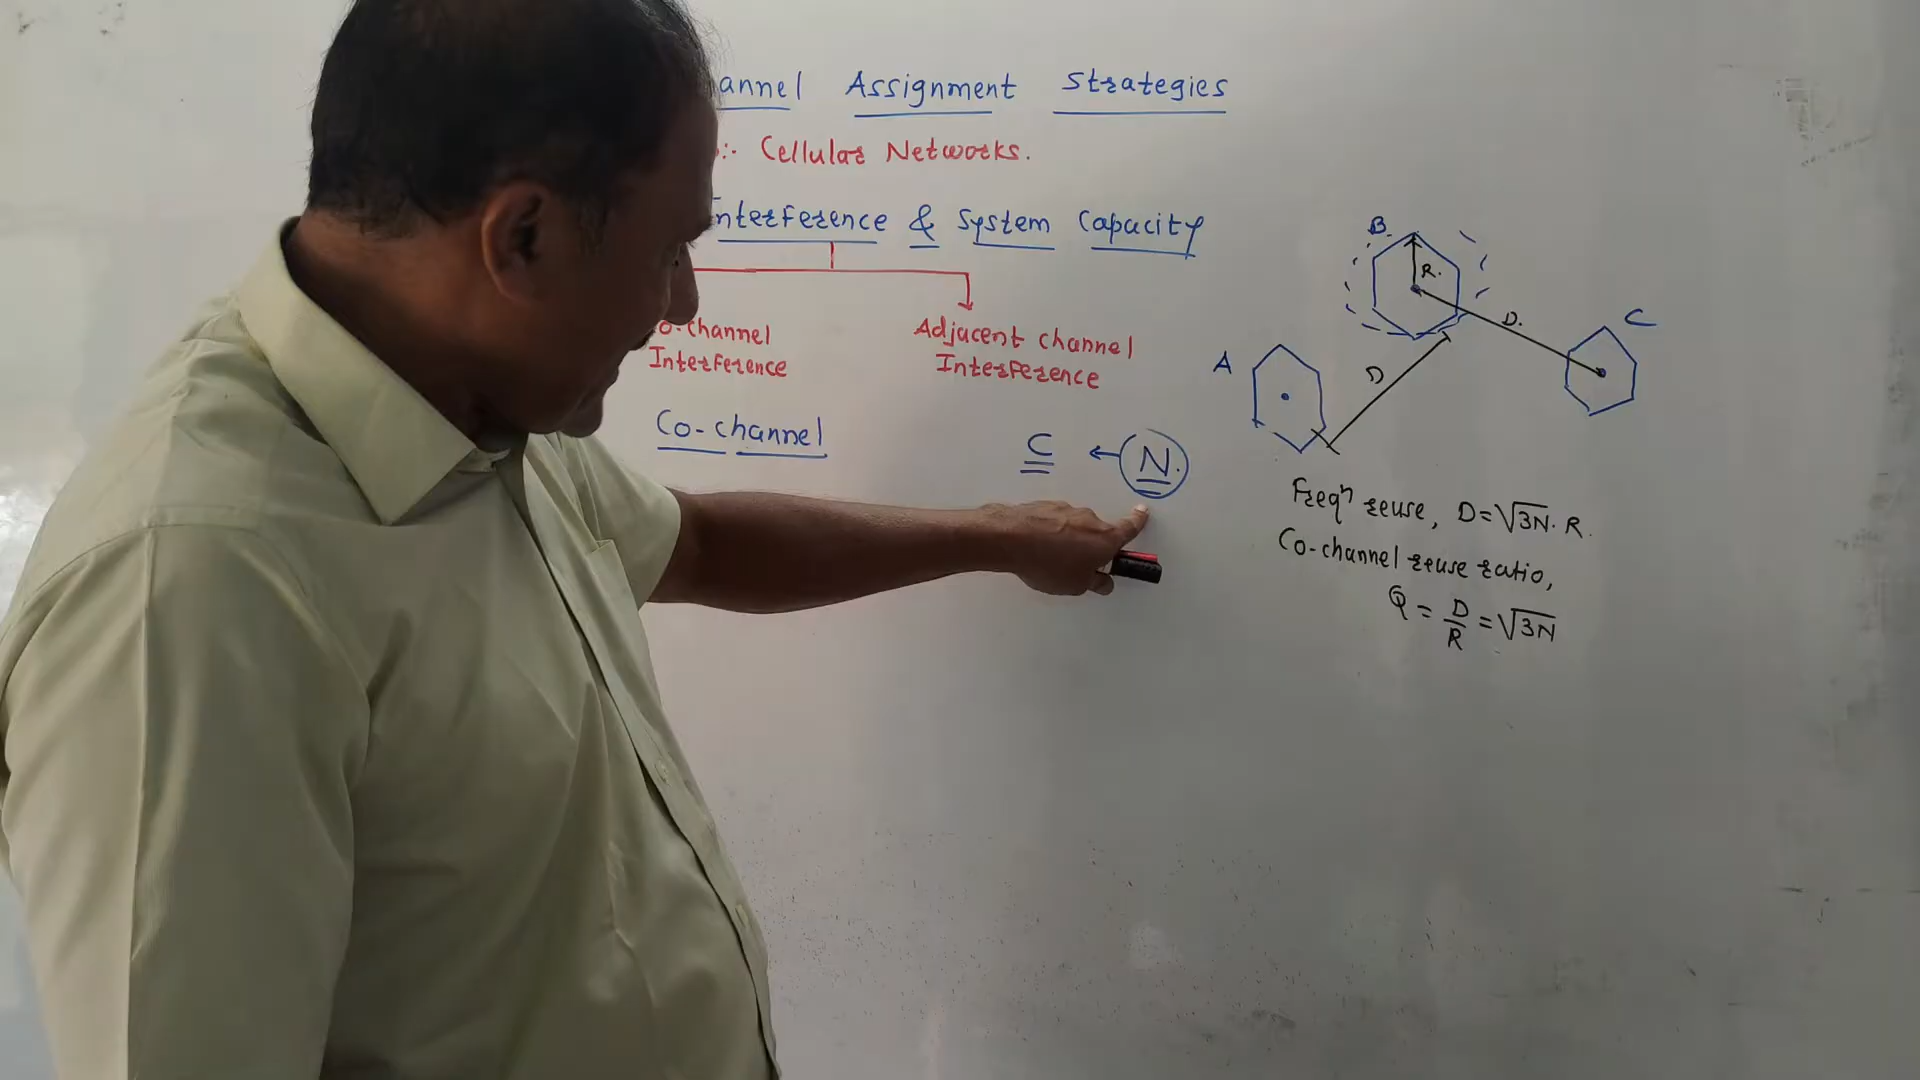 annel Assignment Strategies
:- Cellular Networks.
nterference & System Capacity
o-channel
Interference
Adjacent channel
Interference
Co-channel
C ← N.
B.
R.
D.
C
A
D
Freqⁿ reuse, D=√3N. R.
Co-channel reuse ratio,
Q = D/R = √3N